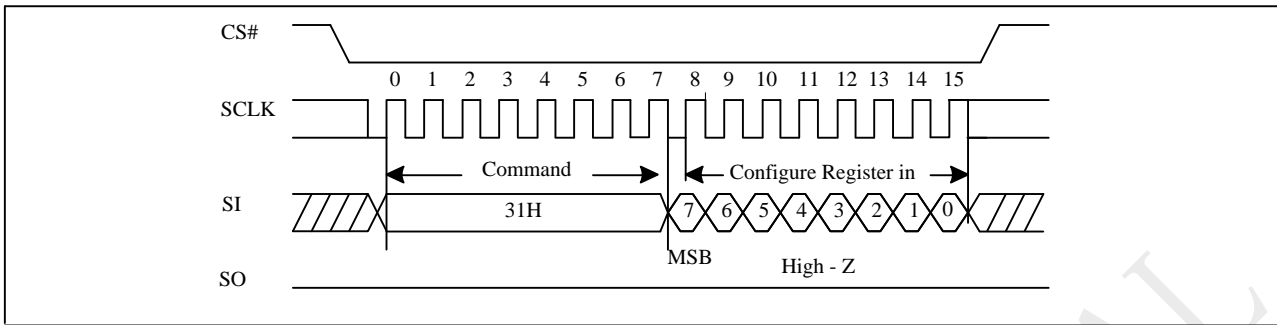 CS#
0 1 2 3 4 5 6 7 8 9 10 11 12 13 14 15
SCLK
Command
Configure Register in
SI
31H
7 6 5 4 3 2 1 0
MSB
High - Z
SO